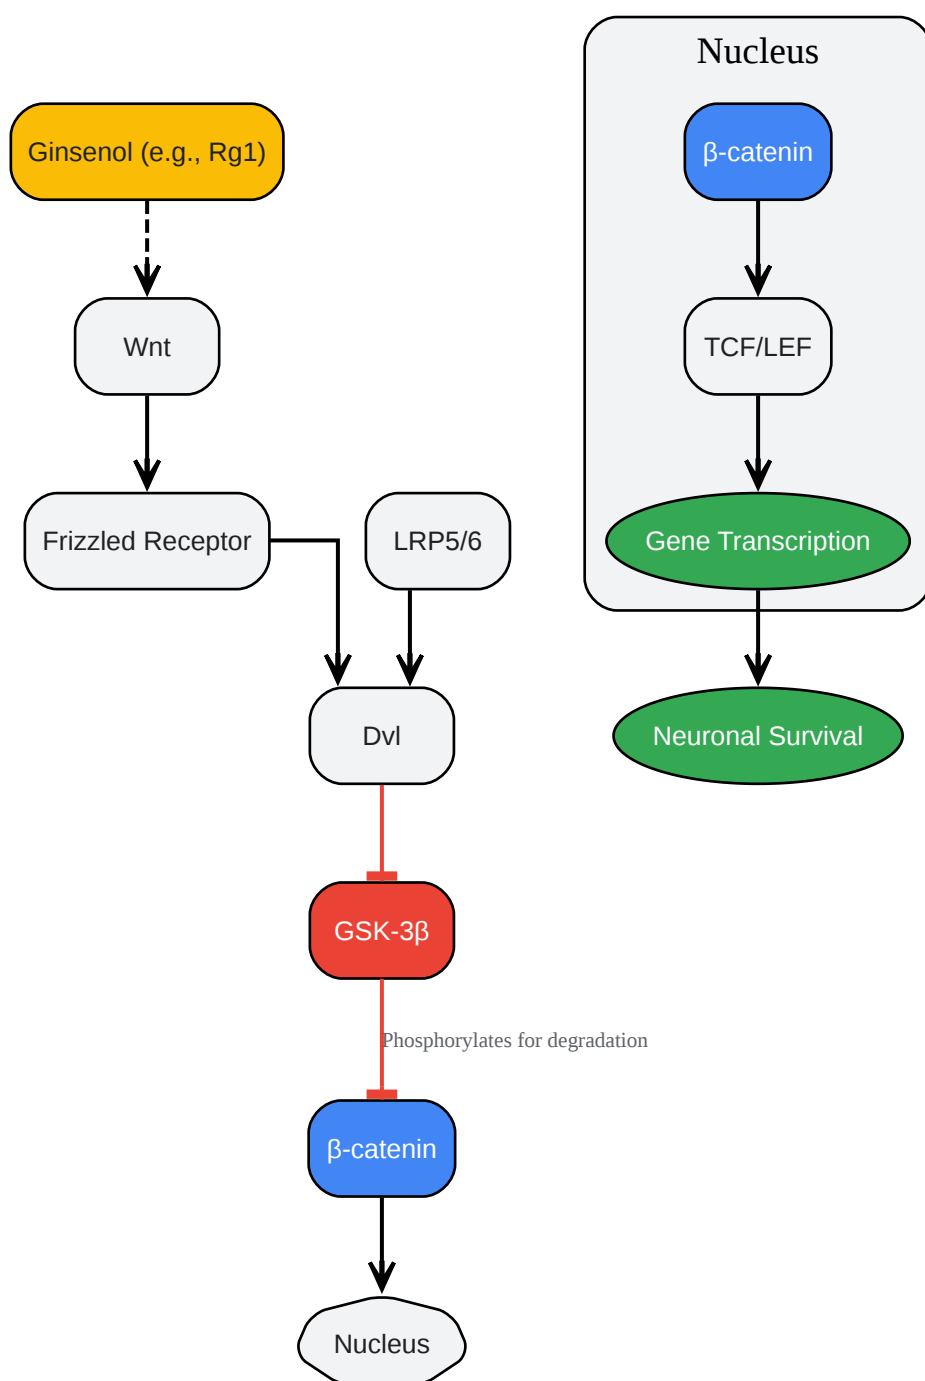 Ginsenol (e.g., Rg1)
Wnt
Frizzled Receptor
LRP5/6
Dvl
GSK-3β
Phosphorylates for degradation
β-catenin
Nucleus
Nucleus
β-catenin
TCF/LEF
Gene Transcription
Neuronal Survival